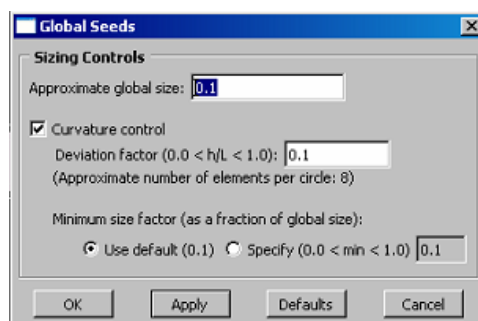 Global Seeds
Sizing Controls
Approximate global size: 0.1
Curvature control
Deviation factor (0.0 < h/L < 1.0): 0.1
(Approximate number of elements per circle: 8)
Minimum size factor (as a fraction of global size):
Use default (0.1) Specify (0.0 < min < 1.0) 0.1
OK Apply Defaults Cancel